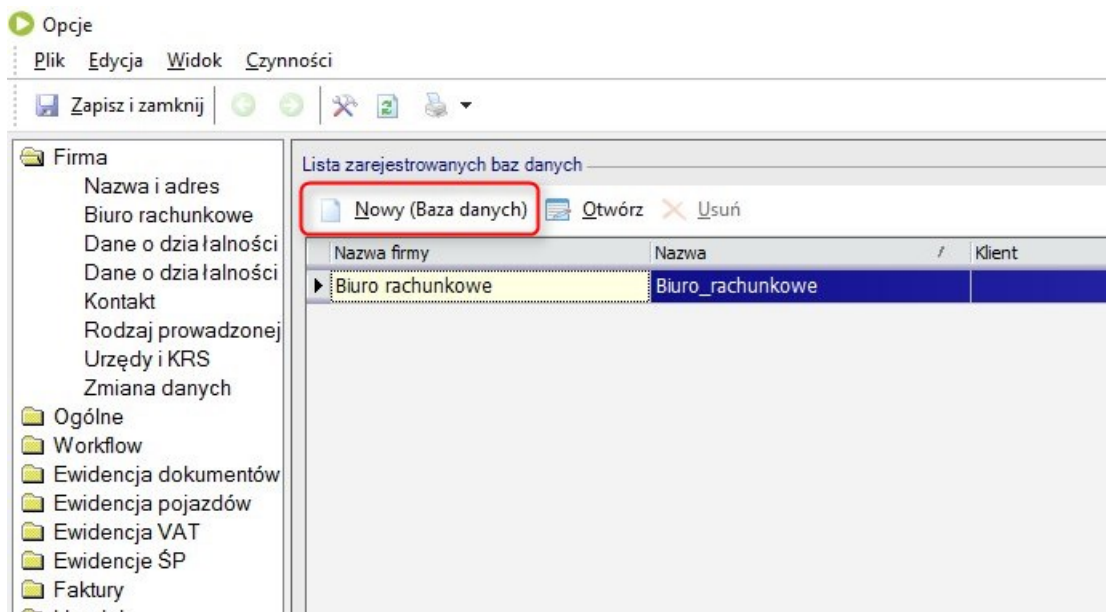 Opcje
Plik Edycja Widok Czynności
Zapisz i zamknij
Firma
Nazwa i adres
Biuro rachunkowe
Dane o działalności
Dane o działalności
Kontakt
Rodzaj prowadzonej
Urzędy i KRS
Zmiana danych
Ogólne
Workflow
Ewidencja dokumentów
Ewidencja pojazdów
Ewidencja VAT
Ewidencje ŚP
Faktury
Lista zarejestrowanych baz danych
Nowy (Baza danych) Otwórz Usuń
Nazwa firmy Nazwa / Klient
Biuro rachunkowe Biuro_rachunkowe